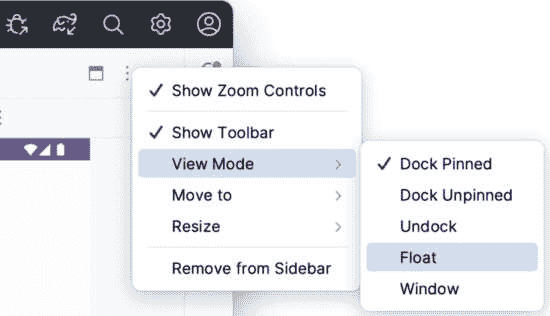 Show Zoom Controls
Show Toolbar
View Mode
Move to
Resize
Remove from Sidebar
Dock Pinned
Dock Unpinned
Undock
Float
Window